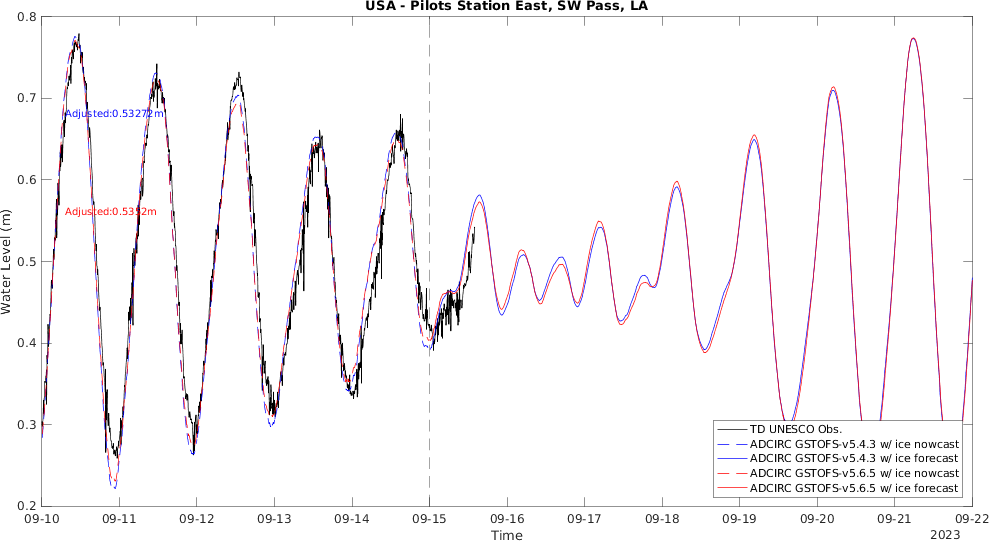 USA - Pilots Station East, SW Pass, LA
0.8
0.7
0.6
0.5
0.4
0.3
0.2
Water Level (m)
Adjusted:0.53272m
Adjusted:0.5352m
TD UNESCO Obs.
ADCIRC GSTOFS-v5.4.3 w/ ice nowcast
ADCIRC GSTOFS-v5.4.3 w/ ice forecast
ADCIRC GSTOFS-v5.6.5 w/ ice nowcast
ADCIRC GSTOFS-v5.6.5 w/ ice forecast
09-10 09-11 09-12 09-13 09-14 09-15 09-16 09-17 09-18 09-19 09-20 09-21 09-22
Time
2023